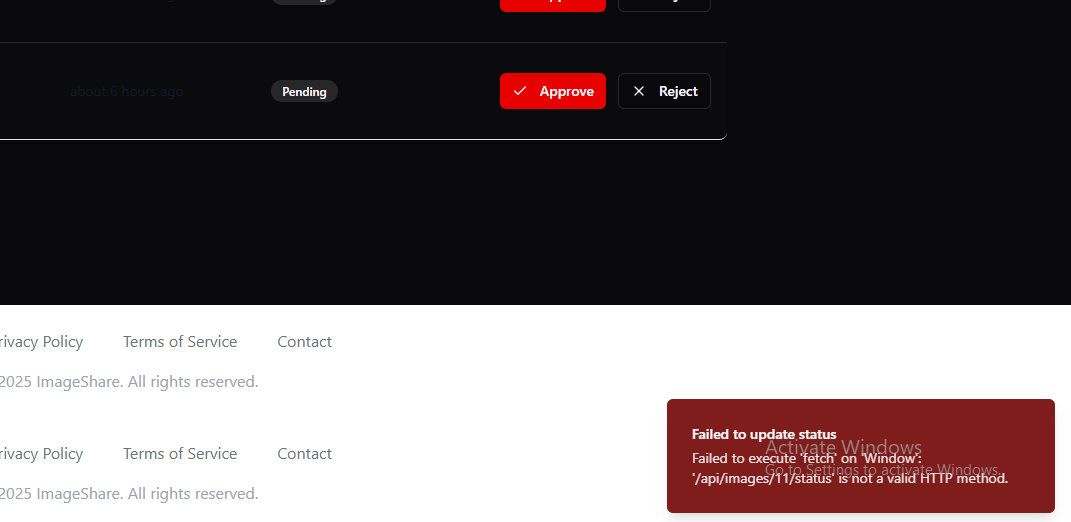 about 6 hours ago
Pending
Approve
Reject
rivacy Policy
Terms of Service
Contact
2025 ImageShare. All rights reserved.
rivacy Policy
Terms of Service
Contact
2025 ImageShare. All rights reserved.
Failed to update status
Failed to execute 'fetch' on 'Window':
'/api/images/11/status' is not a valid HTTP method.
Activate Windows
Go to Settings to activate Windows.